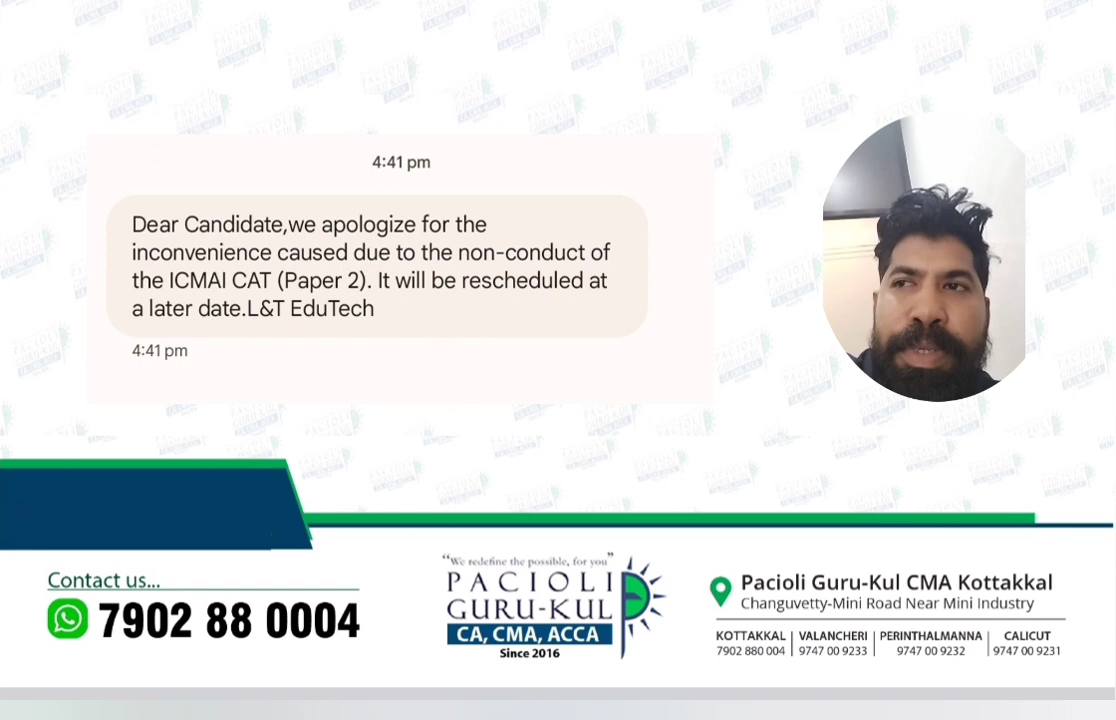 4:41 pm
Dear Candidate,we apologize for the
inconvenience caused due to the non-conduct of
the ICMAI CAT (Paper 2). It will be rescheduled at
a later date.L&T EduTech
4:41 pm
Contact us...
7902 88 0004
“We redefine the possible, for you”
PACIOLI
GURU-KUL
CA, CMA, ACCA
Since 2016
Pacioli Guru-Kul CMA Kottakkal
Changuvetty-Mini Road Near Mini Industry
KOTTAKKAL | VALANCHERI | PERINTHALMANNA | CALICUT
7902 880 004 | 9747 00 9233 | 9747 00 9232 | 9747 00 9231